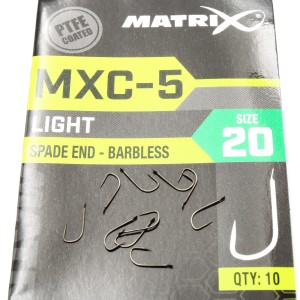 PTFE
COATED
MATRIX
MXC-5
LIGHT
SPADE END - BARBLESS
SIZE
20
QTY: 10